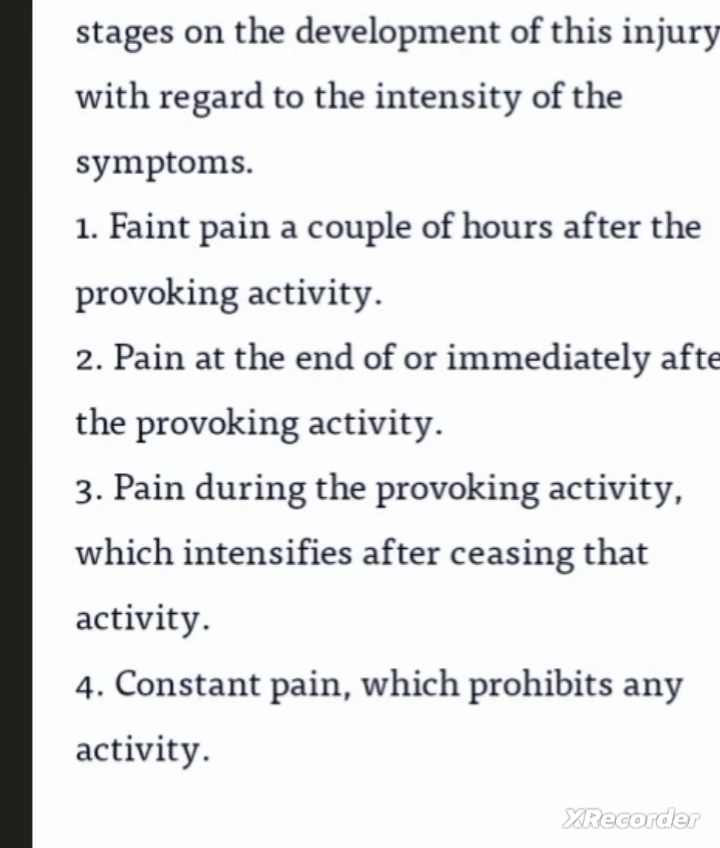 stages on the development of this injury
with regard to the intensity of the
symptoms.
1. Faint pain a couple of hours after the
provoking activity.
2. Pain at the end of or immediately afte
the provoking activity.
3. Pain during the provoking activity,
which intensifies after ceasing that
activity.
4. Constant pain, which prohibits any
activity.
XRecorder